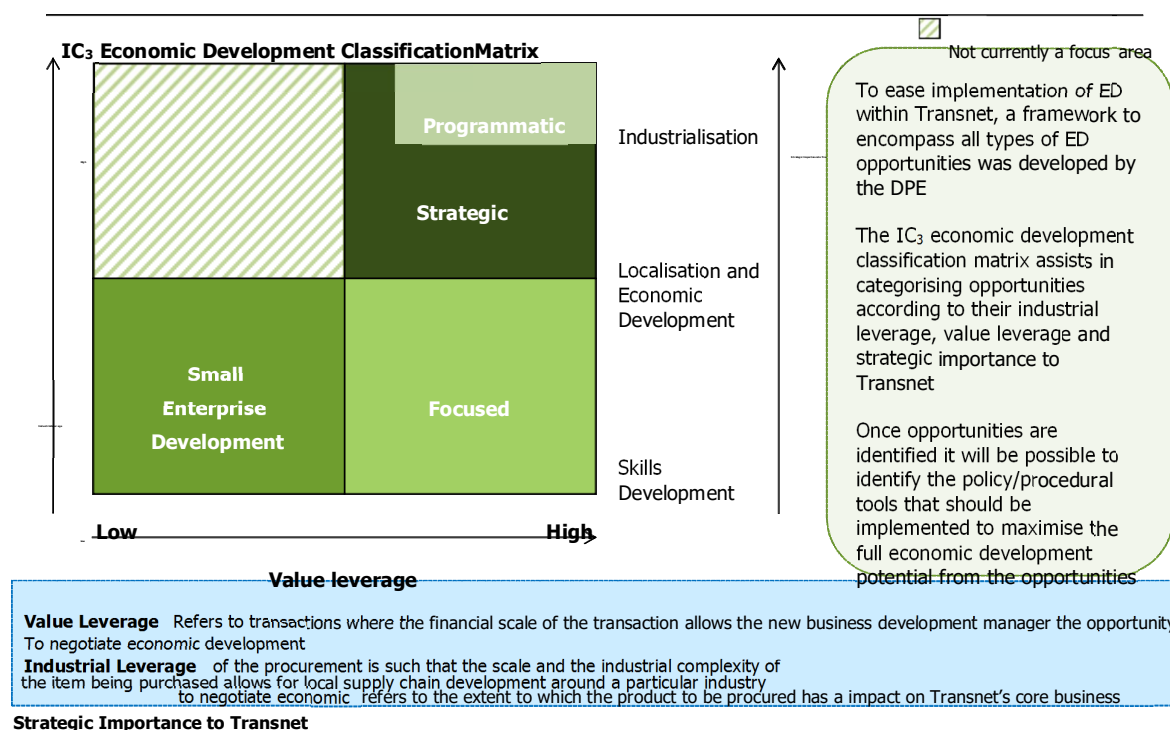 Not currently a focus area
IC₃ Economic Development ClassificationMatrix
Programmatic
Strategic
Small
Enterprise
Development
Focused
Industrialisation
Localisation and
Economic
Development
Skills
Development
Low
High
Value leverage
To ease implementation of ED
within Transnet, a framework to
encompass all types of ED
opportunities was developed by
the DPE
The IC₃ economic development
classification matrix assists in
categorising opportunities
according to their industrial
leverage, value leverage and
strategic importance to
Transnet
Once opportunities are
identified it will be possible to
identify the policy/procedural
tools that should be
implemented to maximise the
full economic development
potential from the opportunities
Value Leverage Refers to transactions where the financial scale of the transaction allows the new business development manager the opportunity
To negotiate economic development
Industrial Leverage of the procurement is such that the scale and the industrial complexity of
the item being purchased allows for local supply chain development around a particular industry
to negotiate economic refers to the extent to which the product to be procured has a impact on Transnet's core business
Strategic Importance to Transnet